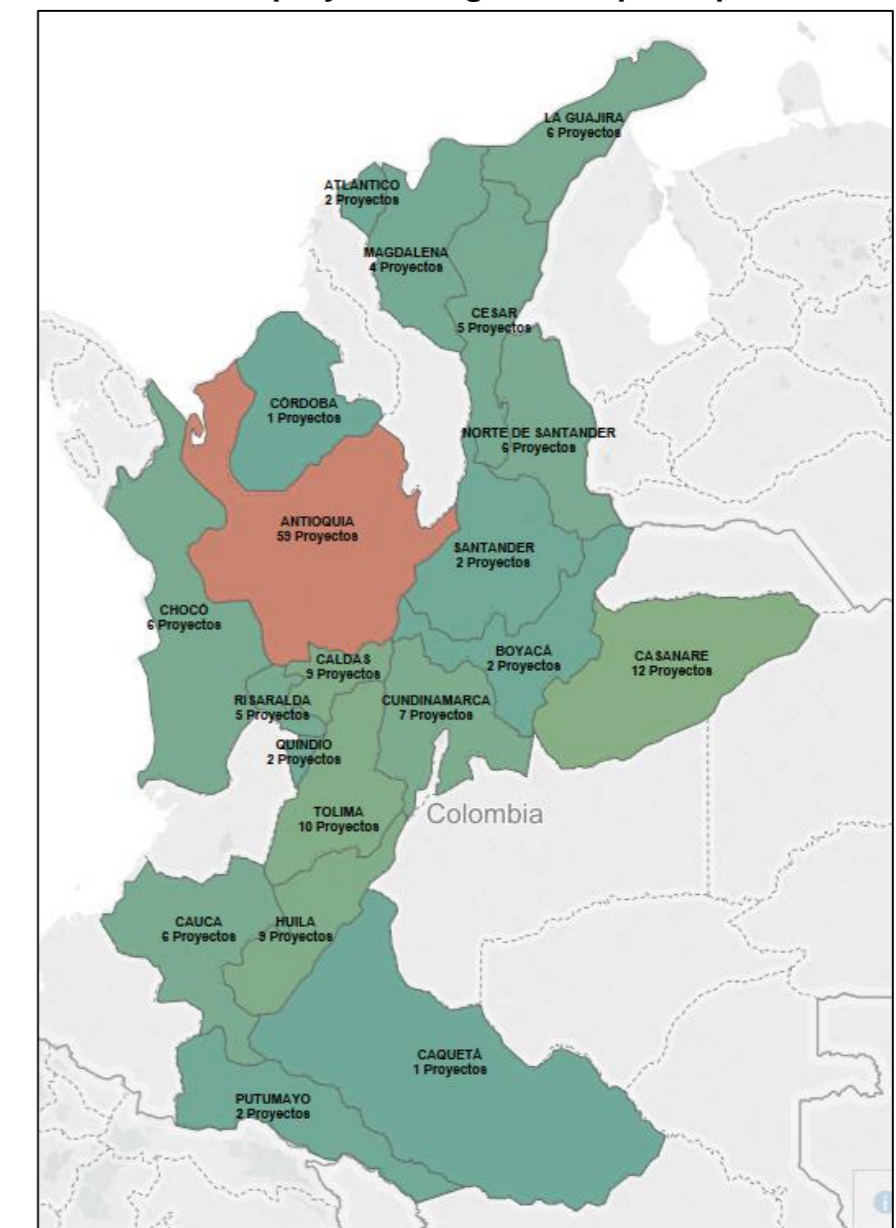 LA GUAJIRA
6 Proyectos
ATLÁNTICO
2 Proyectos
MAGDALENA
4 Proyectos
CESAR
5 Proyectos
CÓRDOBA
1 Proyectos
NORTE DE SANTANDER
6 Proyectos
ANTIOQUIA
59 Proyectos
SANTANDER
2 Proyectos
CHOCÓ
6 Proyectos
BOYACÁ
2 Proyectos
CASANARE
12 Proyectos
CALDAS
9 Proyectos
RISARALDA
5 Proyectos
CUNDINAMARCA
7 Proyectos
QUINDIO
2 Proyectos
TOLIMA
10 Proyectos
Colombia
CAUCA
6 Proyectos
HUILA
9 Proyectos
CAQUETÁ
1 Proyectos
PUTUMAYO
2 Proyectos